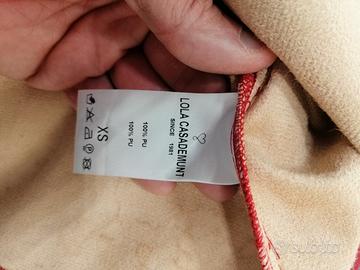 LOLA CASADEMUNT
SINCE 1981
100% PU
100% PU
XS
subito